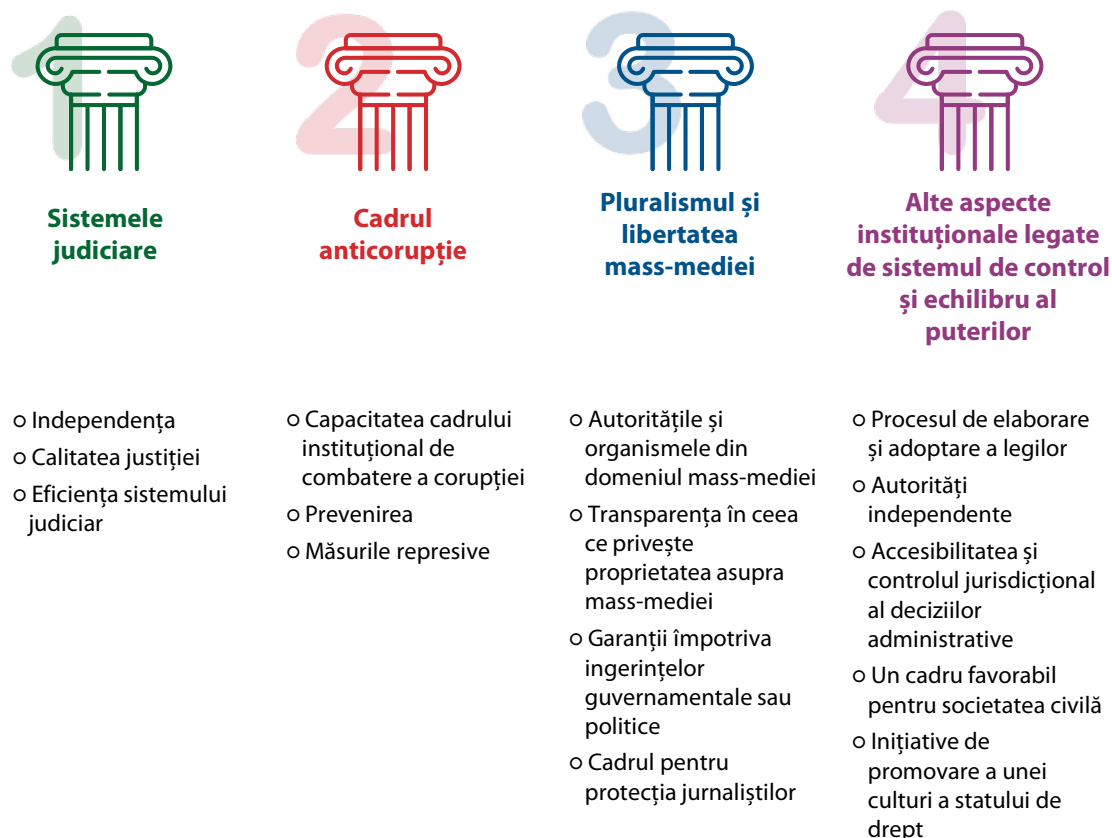 1
Sistemele
judiciare
○ Independența
○ Calitatea justiției
○ Eficiența sistemului
judiciar
2
Cadrul
anticorupție
○ Capacitatea cadrului
instituțional de
combatere a corupției
○ Prevenirea
○ Măsurile represive
3
Pluralismul și
libertatea
mass-mediei
○ Autoritățile și
organismele din
domeniul mass-mediei
○ Transparența în ceea
ce privește
proprietatea asupra
mass-mediei
○ Garanții împotriva
ingerințelor
guvernamentale sau
politice
○ Cadrul pentru
protecția jurnaliștilor
4
Alte aspecte
instituționale legate
de sistemul de control
și echilibru al
puterilor
○ Procesul de elaborare
și adoptare a legilor
○ Autorități
independente
○ Accesibilitatea și
controlul jurisdicțional
al deciziilor
administrative
○ Un cadru favorabil
pentru societatea civilă
○ Inițiative de
promovare a unei
culturi a statului de
drept